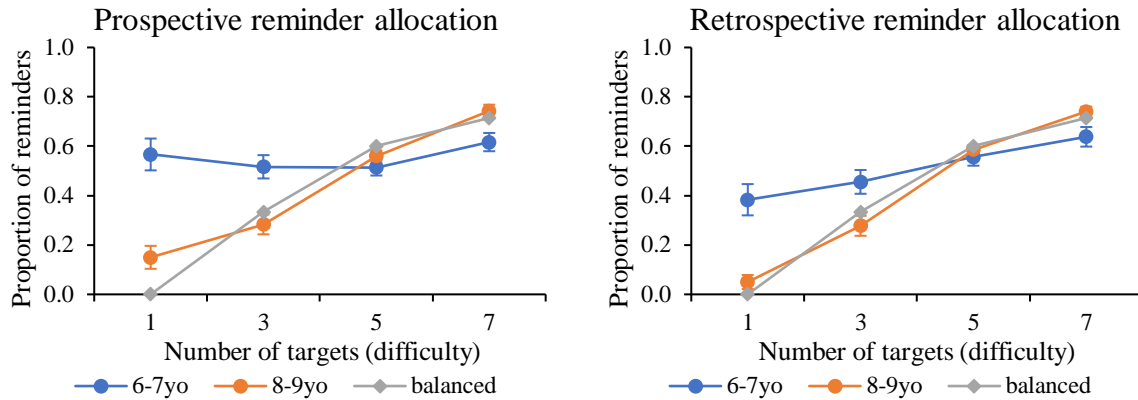 Prospective reminder allocation
Proportion of reminders
1.0
0.8
0.6
0.4
0.2
0.0
1 3 5 7
Number of targets (difficulty)
6-7yo 8-9yo balanced
Retrospective reminder allocation
Proportion of reminders
1.0
0.8
0.6
0.4
0.2
0.0
1 3 5 7
Number of targets (difficulty)
6-7yo 8-9yo balanced